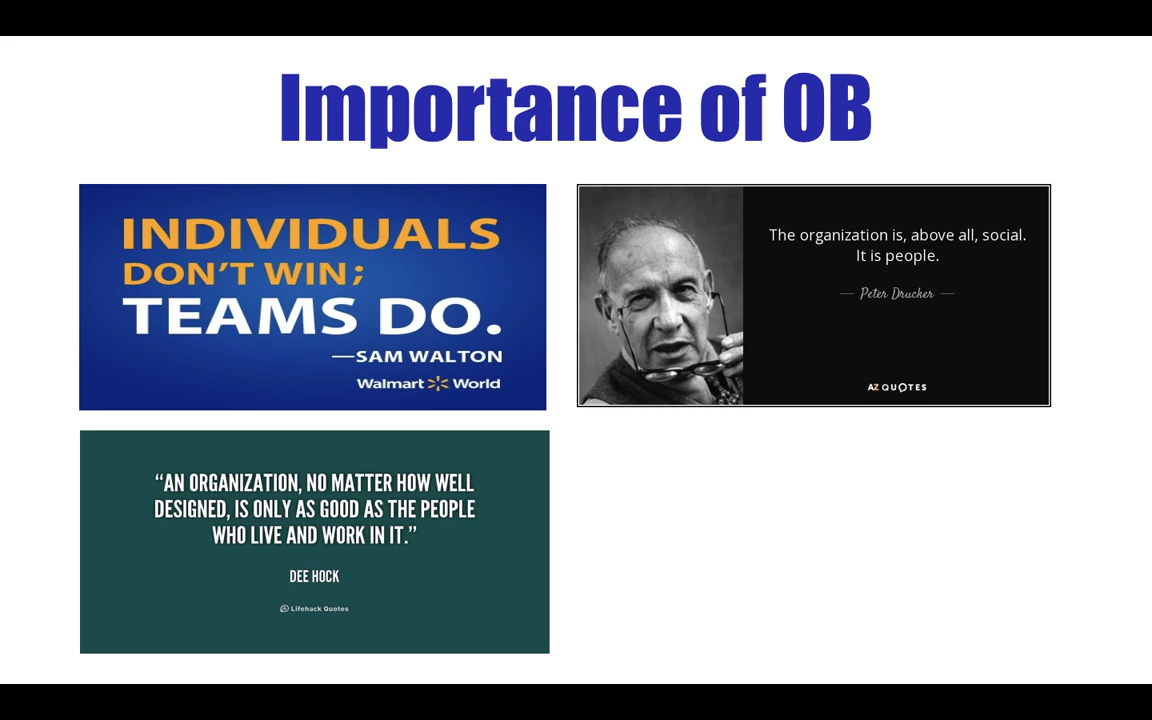 Importance of OB
INDIVIDUALS
DON'T WIN;
TEAMS DO.
—SAM WALTON
Walmart World
The organization is, above all, social.
It is people.
— Peter Drucker —
AZ QUOTES
“AN ORGANIZATION, NO MATTER HOW WELL
DESIGNED, IS ONLY AS GOOD AS THE PEOPLE
WHO LIVE AND WORK IN IT.”
DEE HOCK
Lifehack Quotes